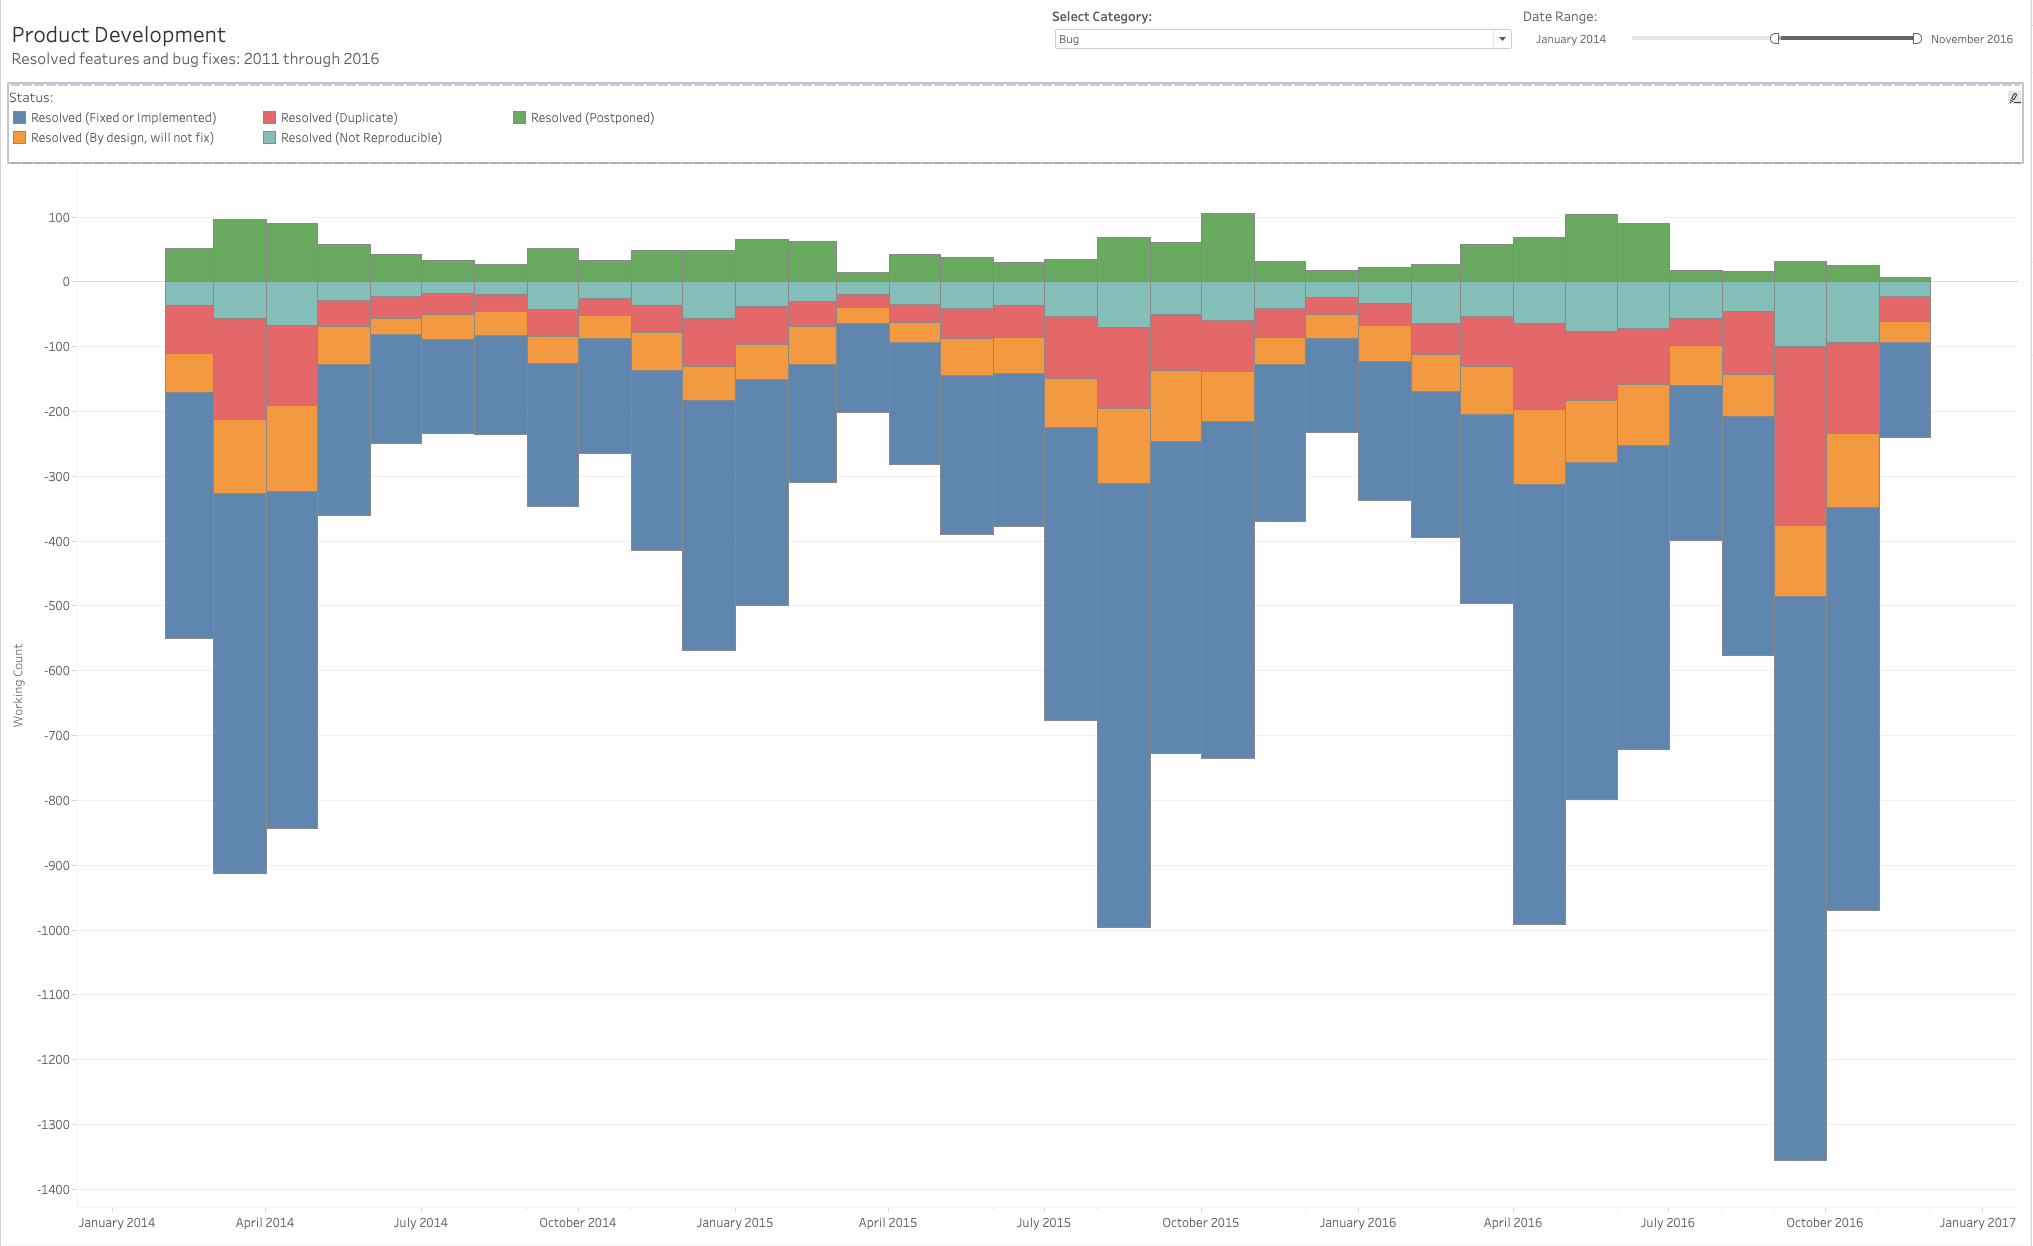 Product Development
Resolved features and bug fixes: 2011 through 2016
Select Category:
Bug
Date Range:
January 2014
November 2016
Status:
Resolved (Fixed or Implemented)
Resolved (Duplicate)
Resolved (Postponed)
Resolved (By design, will not fix)
Resolved (Not Reproducible)
Working Count
100
0
-100
-200
-300
-400
-500
-600
-700
-800
-900
-1000
-1100
-1200
-1300
-1400
January 2014
April 2014
July 2014
October 2014
January 2015
April 2015
July 2015
October 2015
January 2016
April 2016
July 2016
October 2016
January 2017